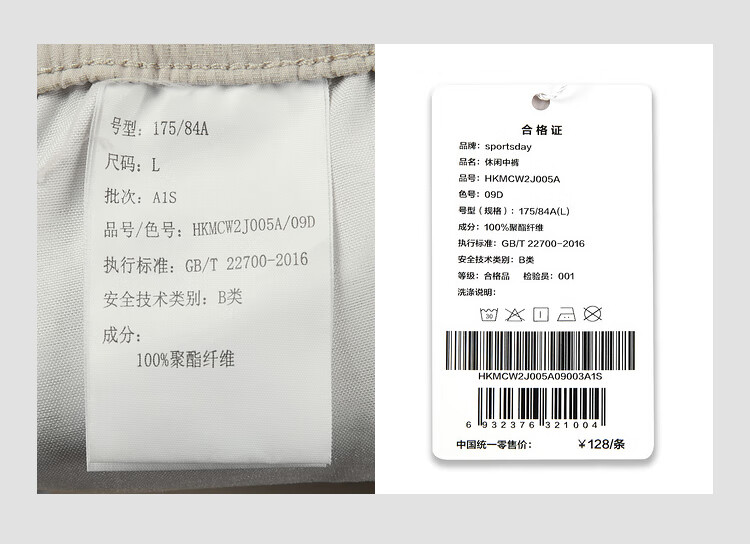 号型：175/84A
尺码：L
批次：A1S
品号/色号：HKMCW2J005A/09D
执行标准：GB/T 22700-2016
安全技术类别：B类
成分：
100%聚酯纤维
合格证
品牌：sportsday
品名：休闲中裤
品号：HKMCW2J005A
色号：09D
号型（规格）：175/84A(L)
成分：100%聚酯纤维
执行标准：GB/T 22700-2016
安全技术类别：B类
等级：合格品 检验员：001
洗涤说明：
30
HKMCW2J005A09003A1S
6 932376 321004
中国统一零售价： ￥128/条